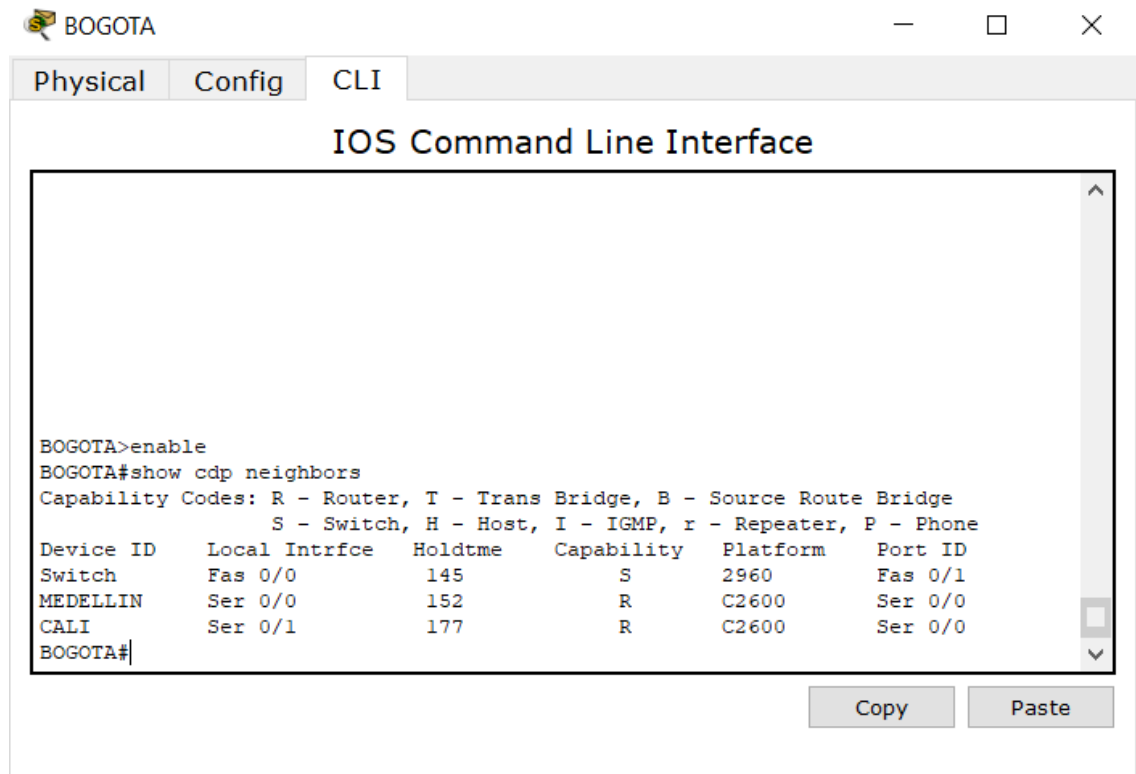 BOGOTA
Physical Config CLI
IOS Command Line Interface
BOGOTA>enable
BOGOTA#show cdp neighbors
Capability Codes: R - Router, T - Trans Bridge, B - Source Route Bridge
S - Switch, H - Host, I - IGMP, r - Repeater, P - Phone
Device ID Local Intrfce Holdtme Capability Platform Port ID
Switch Fas 0/0 145 S 2960 Fas 0/1
MEDELLIN Ser 0/0 152 R C2600 Ser 0/0
CALI Ser 0/1 177 R C2600 Ser 0/0
BOGOTA#
Copy Paste